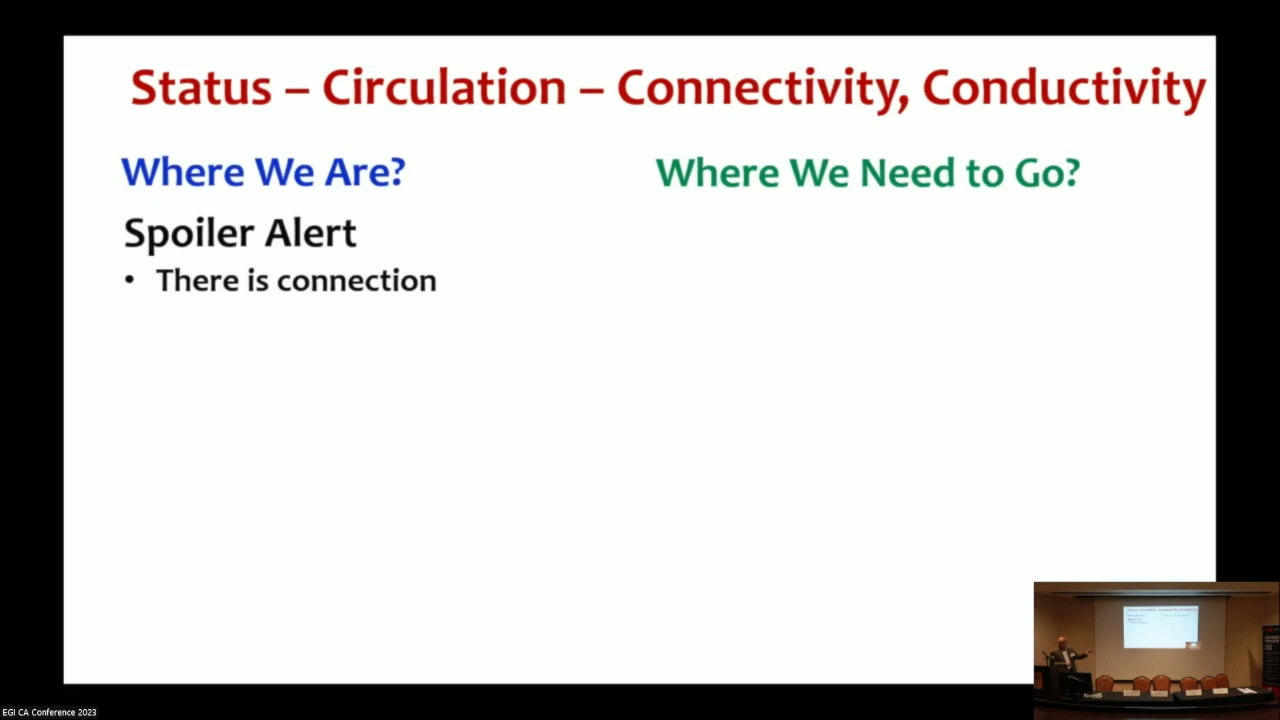 Status – Circulation – Connectivity, Conductivity
Where We Are?
Where We Need to Go?
Spoiler Alert
• There is connection
EGI CA Conference 2023